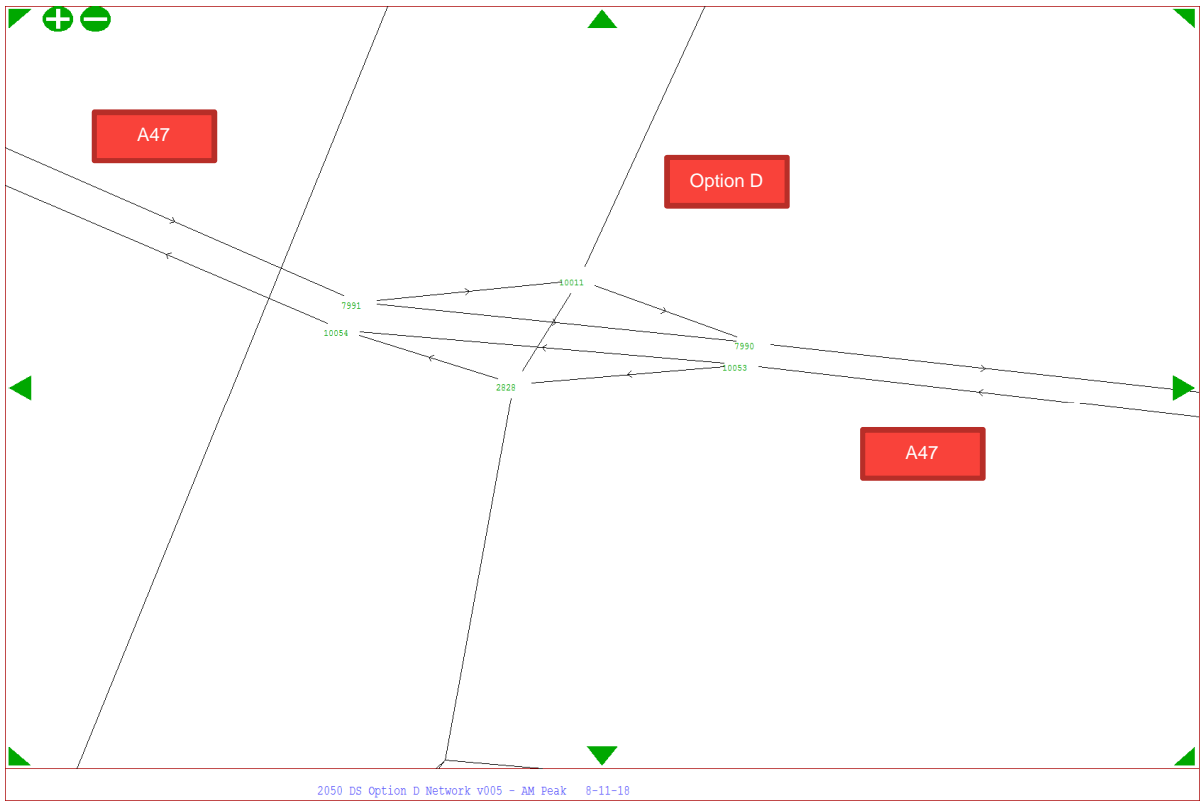 A47
Option D
10011
7991
10054
7990
10053
2828
A47
2050 DS Option D Network v005 - AM Peak 8-11-18